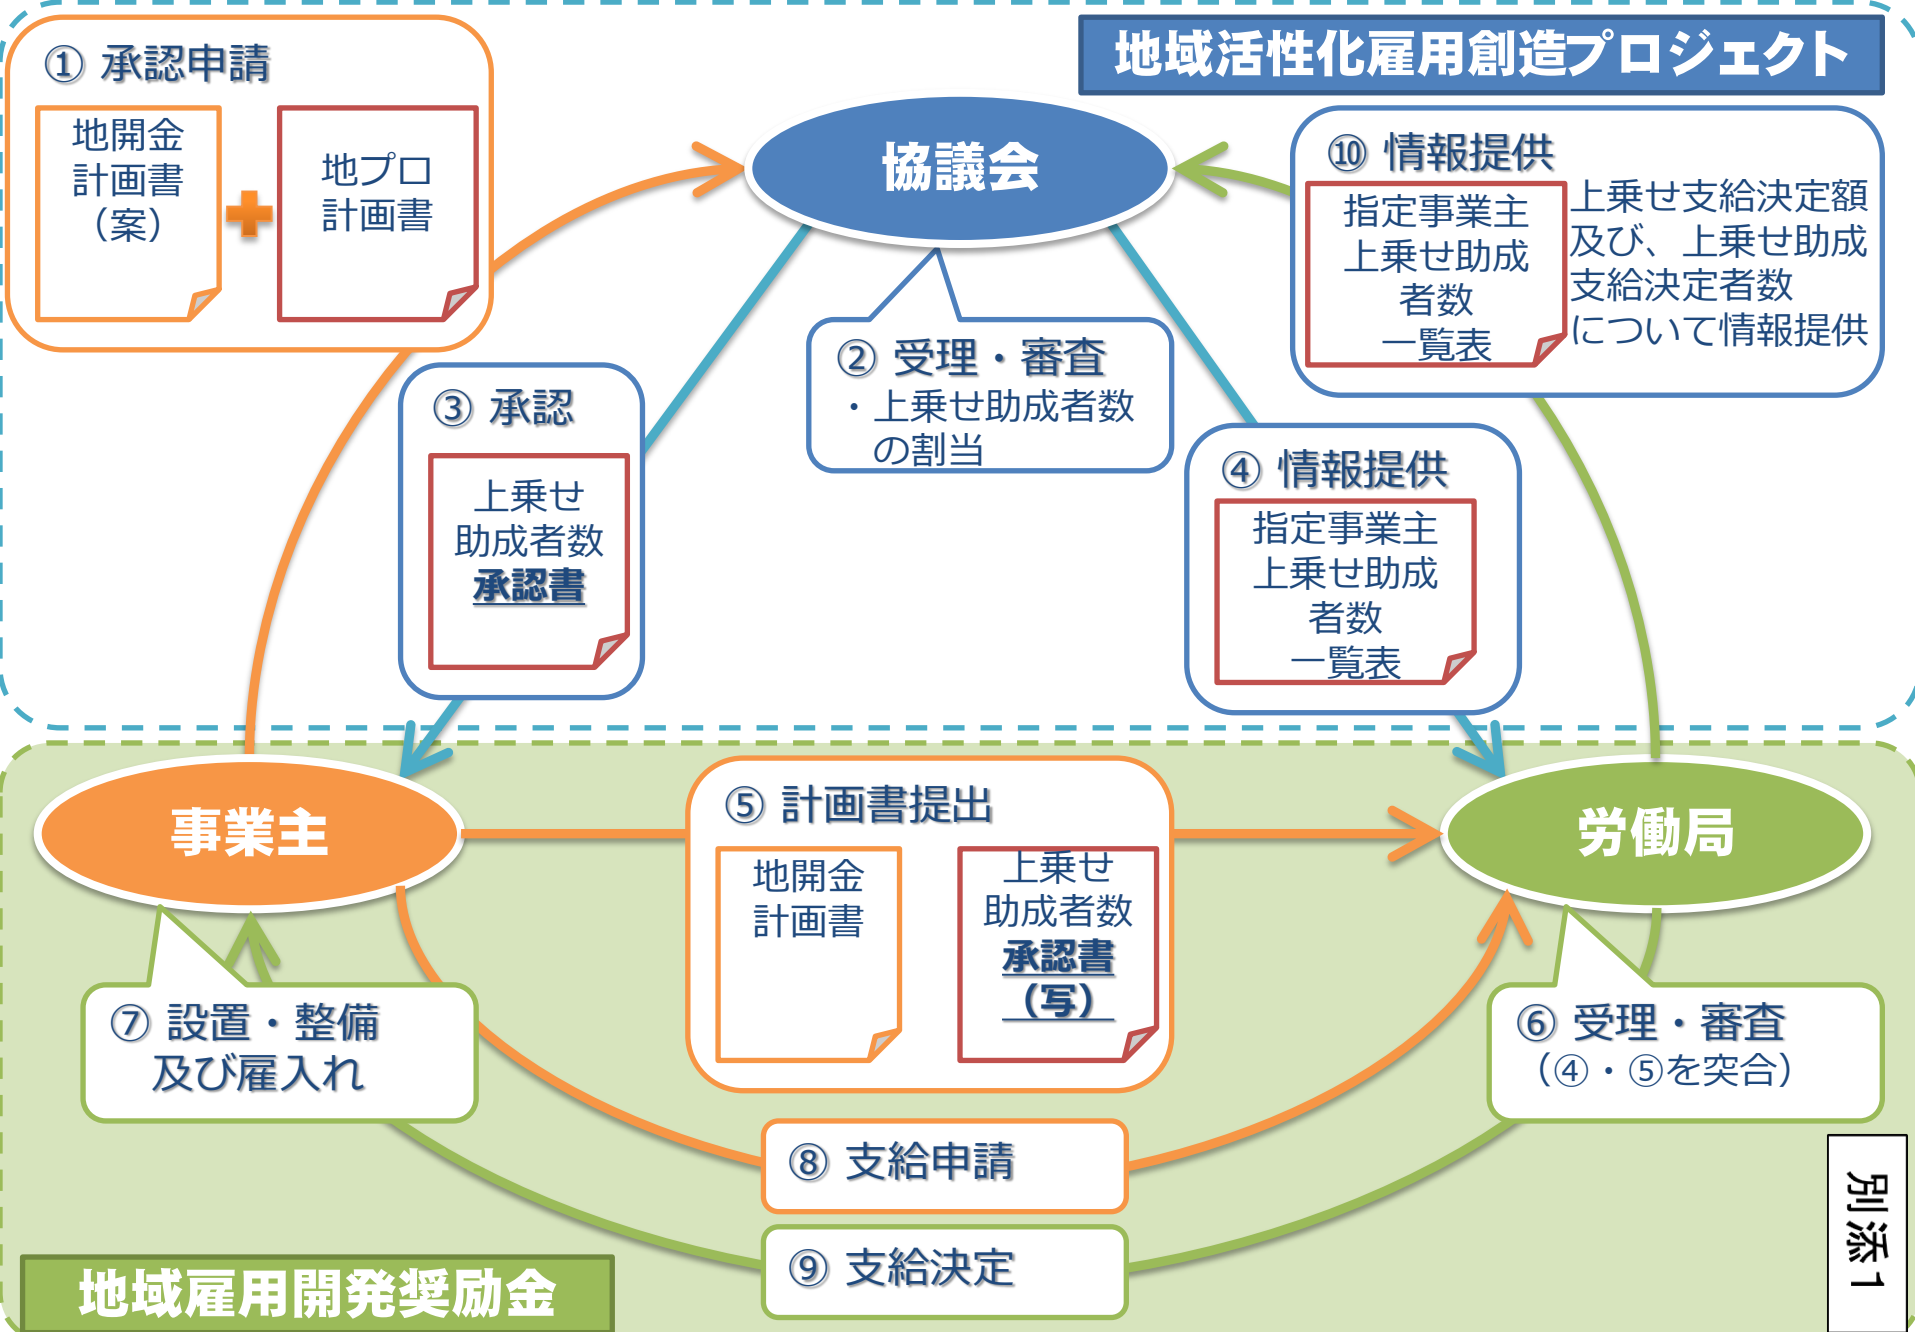 地域活性化雇用創造プロジェクト
① 承認申請
地開金
計画書
（案）
地プロ
計画書
協議会
⑩ 情報提供
指定事業主
上乗せ助成
者数
一覧表
上乗せ支給決定額
及び、上乗せ助成
支給決定者数
について情報提供
② 受理・審査
・上乗せ助成者数
の割当
③ 承認
上乗せ
助成者数
承認書
④ 情報提供
指定事業主
上乗せ助成
者数
一覧表
事業主
⑤ 計画書提出
地開金
計画書
上乗せ
助成者数
承認書
（写）
労働局
⑥ 受理・審査
（④・⑤を突合）
⑦ 設置・整備
及び雇入れ
⑧ 支給申請
⑨ 支給決定
地域雇用開発奨励金
別添１